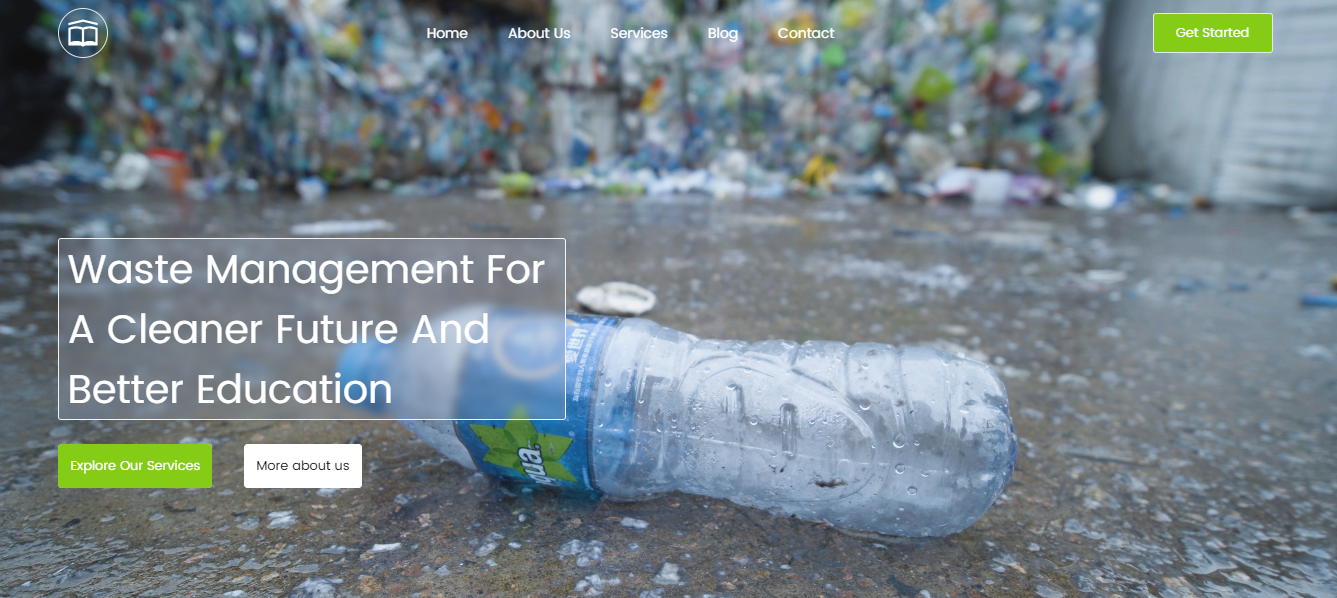 Home
About Us
Services
Blog
Contact
Get Started
Waste Management For
A Cleaner Future And
Better Education
Explore Our Services
More about us